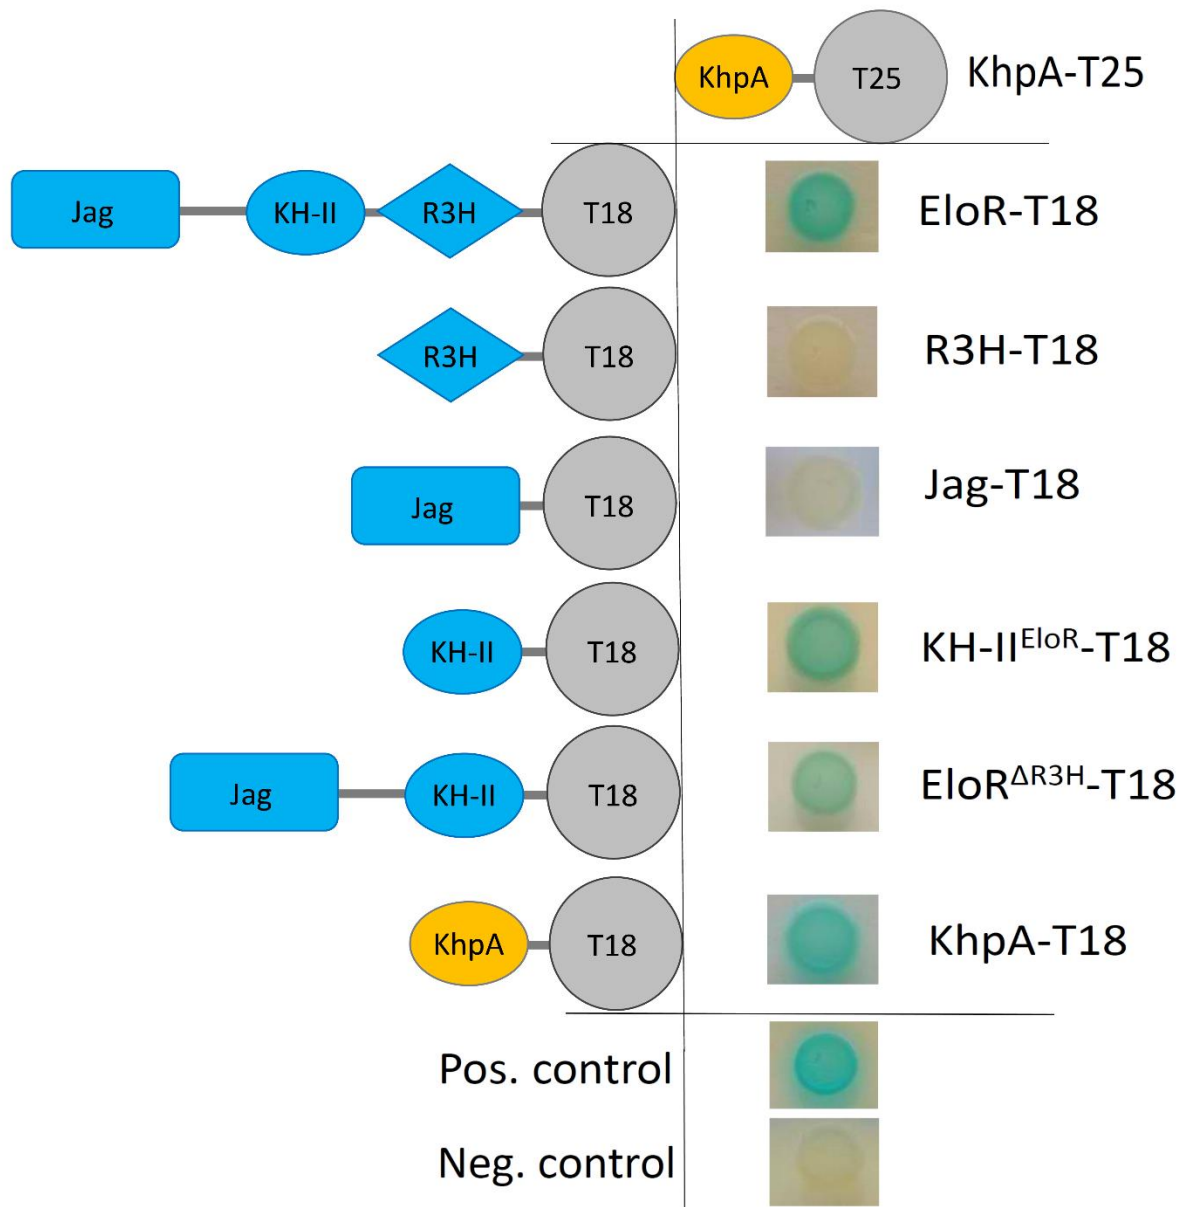 KhpA T25 KhpA-T25
Jag KH-II R3H T18 EloR-T18
R3H T18 R3H-T18
Jag T18 Jag-T18
KH-II T18 KH-II^EloR-T18
Jag KH-II T18 EloR^ΔR3H-T18
KhpA T18 KhpA-T18
Pos. control
Neg. control